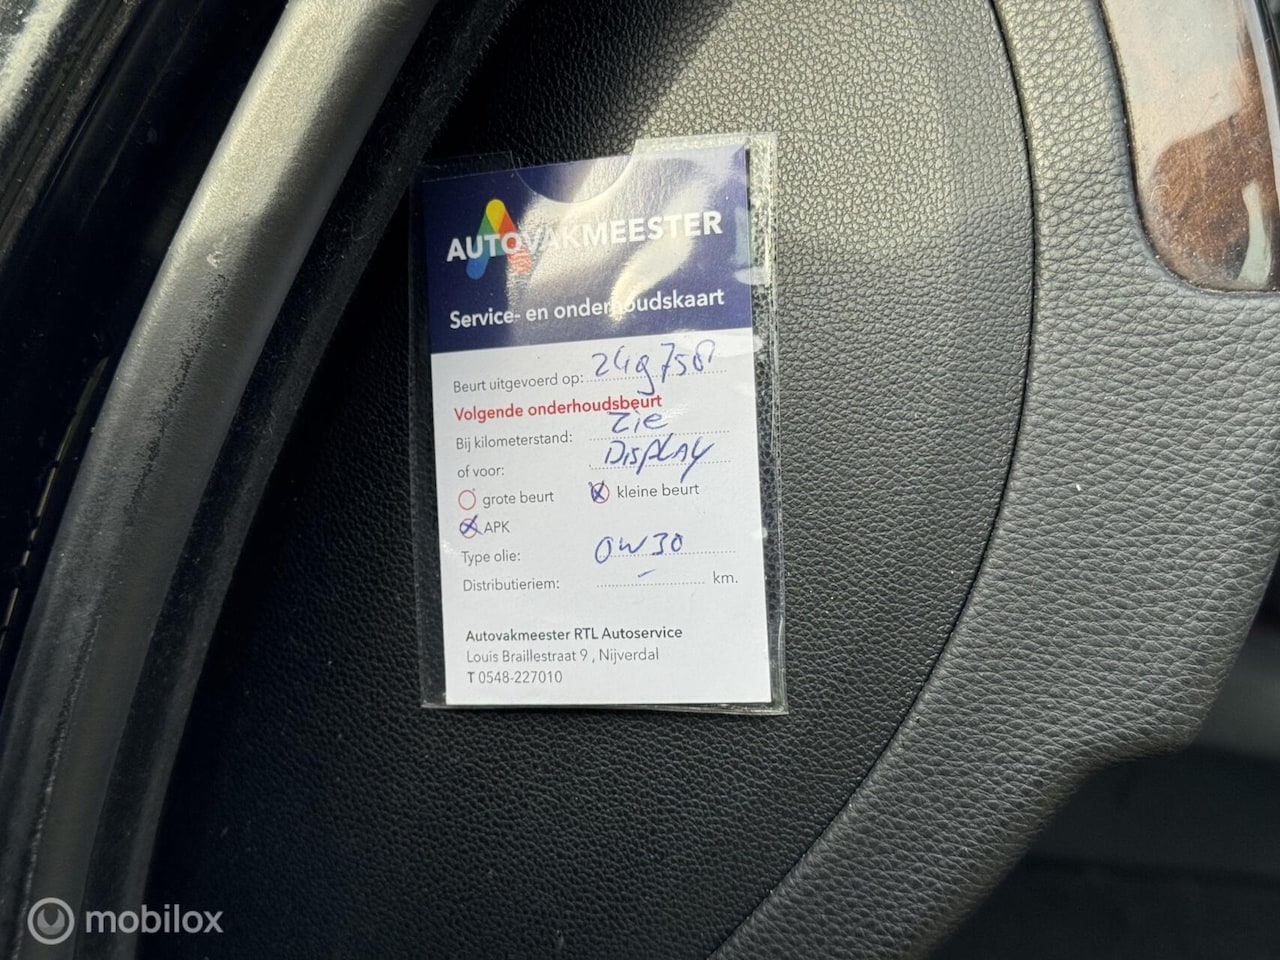 AUTOVAKMEESTER
Service- en onderhoudskaart
Beurt uitgevoerd op:
Volgende onderhoudsbeurt
Bij kilometerstand: Zie
of voor: Display
grote beurt kleine beurt
APK
Type olie: 0W30
Distributieriem: - km.
Autovakmeester RTL Autoservice
Louis Braillestraat 9 , Nijverdal
T 0548-227010
mobilox